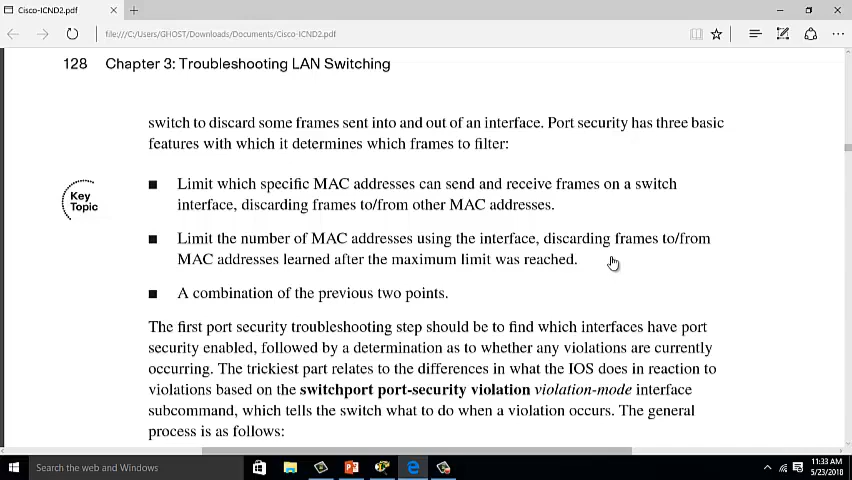 Cisco-ICND2.pdf
file:///C:/Users/GHOST/Downloads/Documents/Cisco-ICND2.pdf
128 Chapter 3: Troubleshooting LAN Switching
switch to discard some frames sent into and out of an interface. Port security has three basic
features with which it determines which frames to filter:
Key
Topic
■ Limit which specific MAC addresses can send and receive frames on a switch
interface, discarding frames to/from other MAC addresses.
■ Limit the number of MAC addresses using the interface, discarding frames to/from
MAC addresses learned after the maximum limit was reached.
■ A combination of the previous two points.
The first port security troubleshooting step should be to find which interfaces have port
security enabled, followed by a determination as to whether any violations are currently
occurring. The trickiest part relates to the differences in what the IOS does in reaction to
violations based on the switchport port-security violation violation-mode interface
subcommand, which tells the switch what to do when a violation occurs. The general
process is as follows:
Search the web and Windows
11:33 AM
5/23/2018